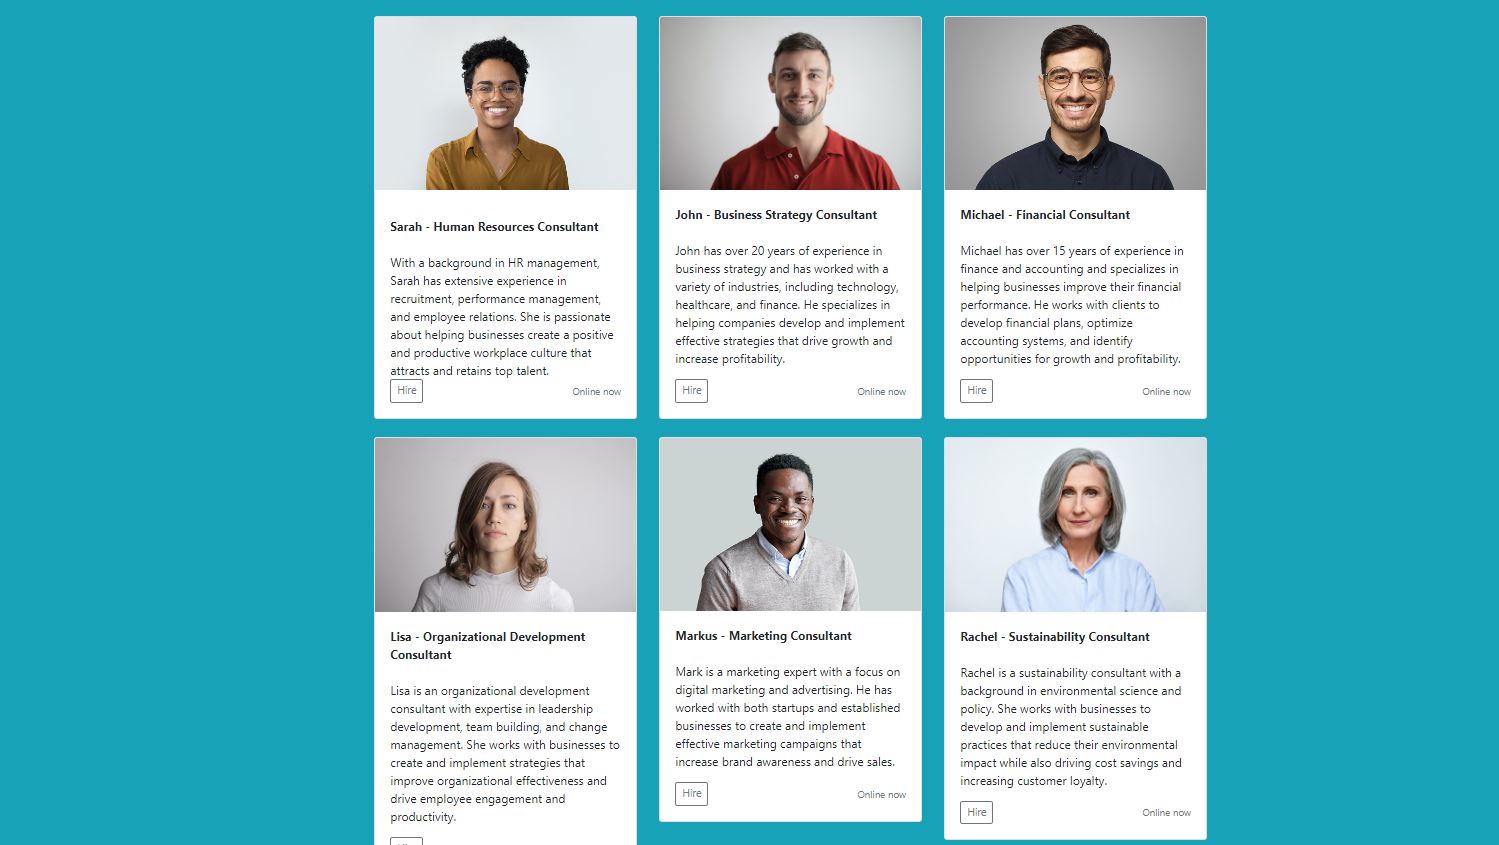 Sarah - Human Resources Consultant
With a background in HR management,
Sarah has extensive experience in
recruitment, performance management,
and employee relations. She is passionate
about helping businesses create a positive
and productive workplace culture that
attracts and retains top talent.
Hire
Online now
John - Business Strategy Consultant
John has over 20 years of experience in
business strategy and has worked with a
variety of industries, including technology,
healthcare, and finance. He specializes in
helping companies develop and implement
effective strategies that drive growth and
increase profitability.
Hire
Online now
Michael - Financial Consultant
Michael has over 15 years of experience in
finance and accounting and specializes in
helping businesses improve their financial
performance. He works with clients to
develop financial plans, optimize
accounting systems, and identify
opportunities for growth and profitability.
Hire
Online now
Lisa - Organizational Development
Consultant
Lisa is an organizational development
consultant with expertise in leadership
development, team building, and change
management. She works with businesses to
create and implement strategies that
improve organizational effectiveness and
drive employee engagement and
productivity.
Markus - Marketing Consultant
Mark is a marketing expert with a focus on
digital marketing and advertising. He has
worked with both startups and established
businesses to create and implement
effective marketing campaigns that
increase brand awareness and drive sales.
Hire
Online now
Rachel - Sustainability Consultant
Rachel is a sustainability consultant with a
background in environmental science and
policy. She works with businesses to
develop and implement sustainable
practices that reduce their environmental
impact while also driving cost savings and
increasing customer loyalty.
Hire
Online now